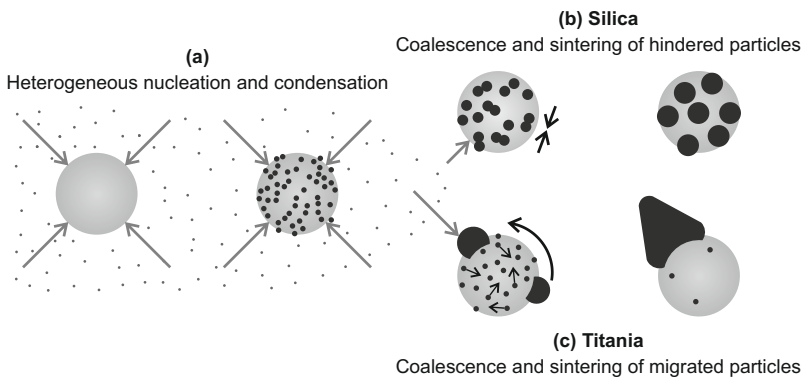 (a)
Heterogeneous nucleation and condensation
(b) Silica
Coalescence and sintering of hindered particles
(c) Titania
Coalescence and sintering of migrated particles